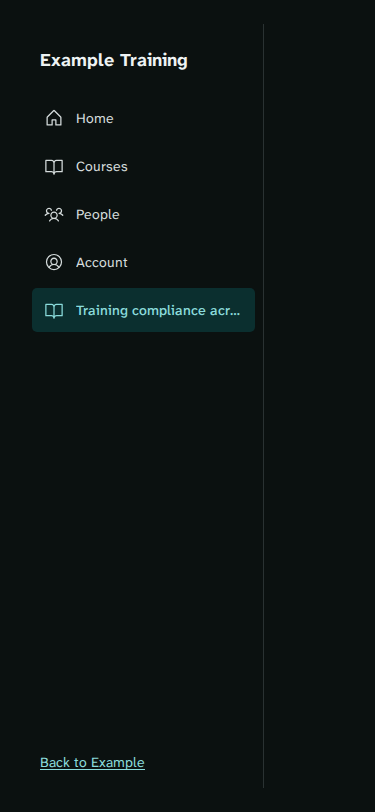 Example Training
Home
Courses
People
Account
Training compliance acr...
Back to Example